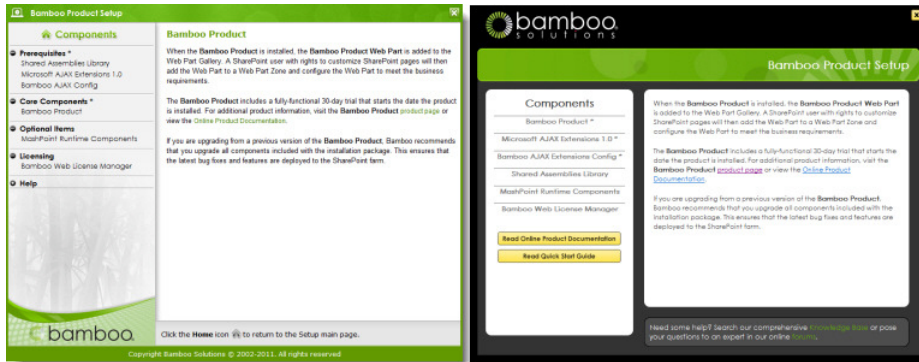 Bamboo Product Setup
Components
Prerequisites *
Shared Assemblies Library
Microsoft AJAX Extensions 1.0
Bamboo AJAX Config
Core Components *
Bamboo Product
Optional Items
MashPoint Runtime Components
Licensing
Bamboo Web License Manager
Help
bamboo
Bamboo Product
When the Bamboo Product is installed, the Bamboo Product Web Part is added to the
Web Part Gallery. A SharePoint user with rights to customize SharePoint pages will then
add the Web Part to a Web Part Zone and configure the Web Part to meet the business
requirements.
The Bamboo Product includes a fully-functional 30-day trial that starts the date the product
is installed. For additional product information, visit the Bamboo Product product page or
view the Online Product Documentation.
If you are upgrading from a previous version of the Bamboo Product, Bamboo recommends
that you upgrade all components included with the installation package. This ensures that
the latest bug fixes and features are deployed to the SharePoint farm.
Click the Home icon to return to the Setup main page.
Copyright Bamboo Solutions © 2002-2011. All rights reserved
bamboo
solutions
Bamboo Product Setup
Components
Bamboo Product *
Microsoft AJAX Extensions 1.0 *
Bamboo AJAX Extensions Config *
Shared Assemblies Library
MashPoint Runtime Components
Bamboo Web License Manager
Read Online Product Documentation
Read Quick Start Guide
When the Bamboo Product is installed, the Bamboo Product Web Part
is added to the Web Part Gallery. A SharePoint user with rights to customize
SharePoint pages will then add the Web Part to a Web Part Zone and
configure the Web Part to meet the business requirements.
The Bamboo Product includes a fully-functional 30-day trial that starts the
date the product is installed. For additional product information, visit the
Bamboo Product product page or view the Online Product
Documentation.
If you are upgrading from a previous version of the Bamboo Product,
Bamboo recommends that you upgrade all components included with the
installation package. This ensures that the latest bug fixes and features are
deployed to the SharePoint farm.
Need some help? Search our comprehensive Knowledge Base or pose
your questions to an expert in our online forums.